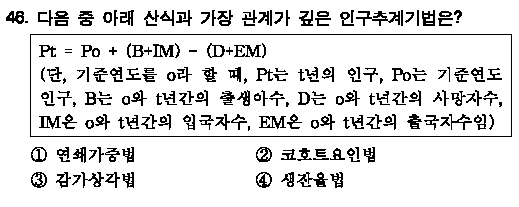 46. 다음 중 아래 산식과 가장 관계가 깊은 인구추계기법은?
Pt = Po + (B+IM) - (D+EM)
(단, 기준연도를 o라 할 때, Pt는 t년의 인구, Po는 기준연도
인구, B는 o와 t년간의 출생아수, D는 o와 t년간의 사망자수,
IM은 o와 t년간의 입국자수, EM은 o와 t년간의 출국자수임)
① 연쇄가중법 ② 코호트요인법
③ 감가상각법 ④ 생잔율법